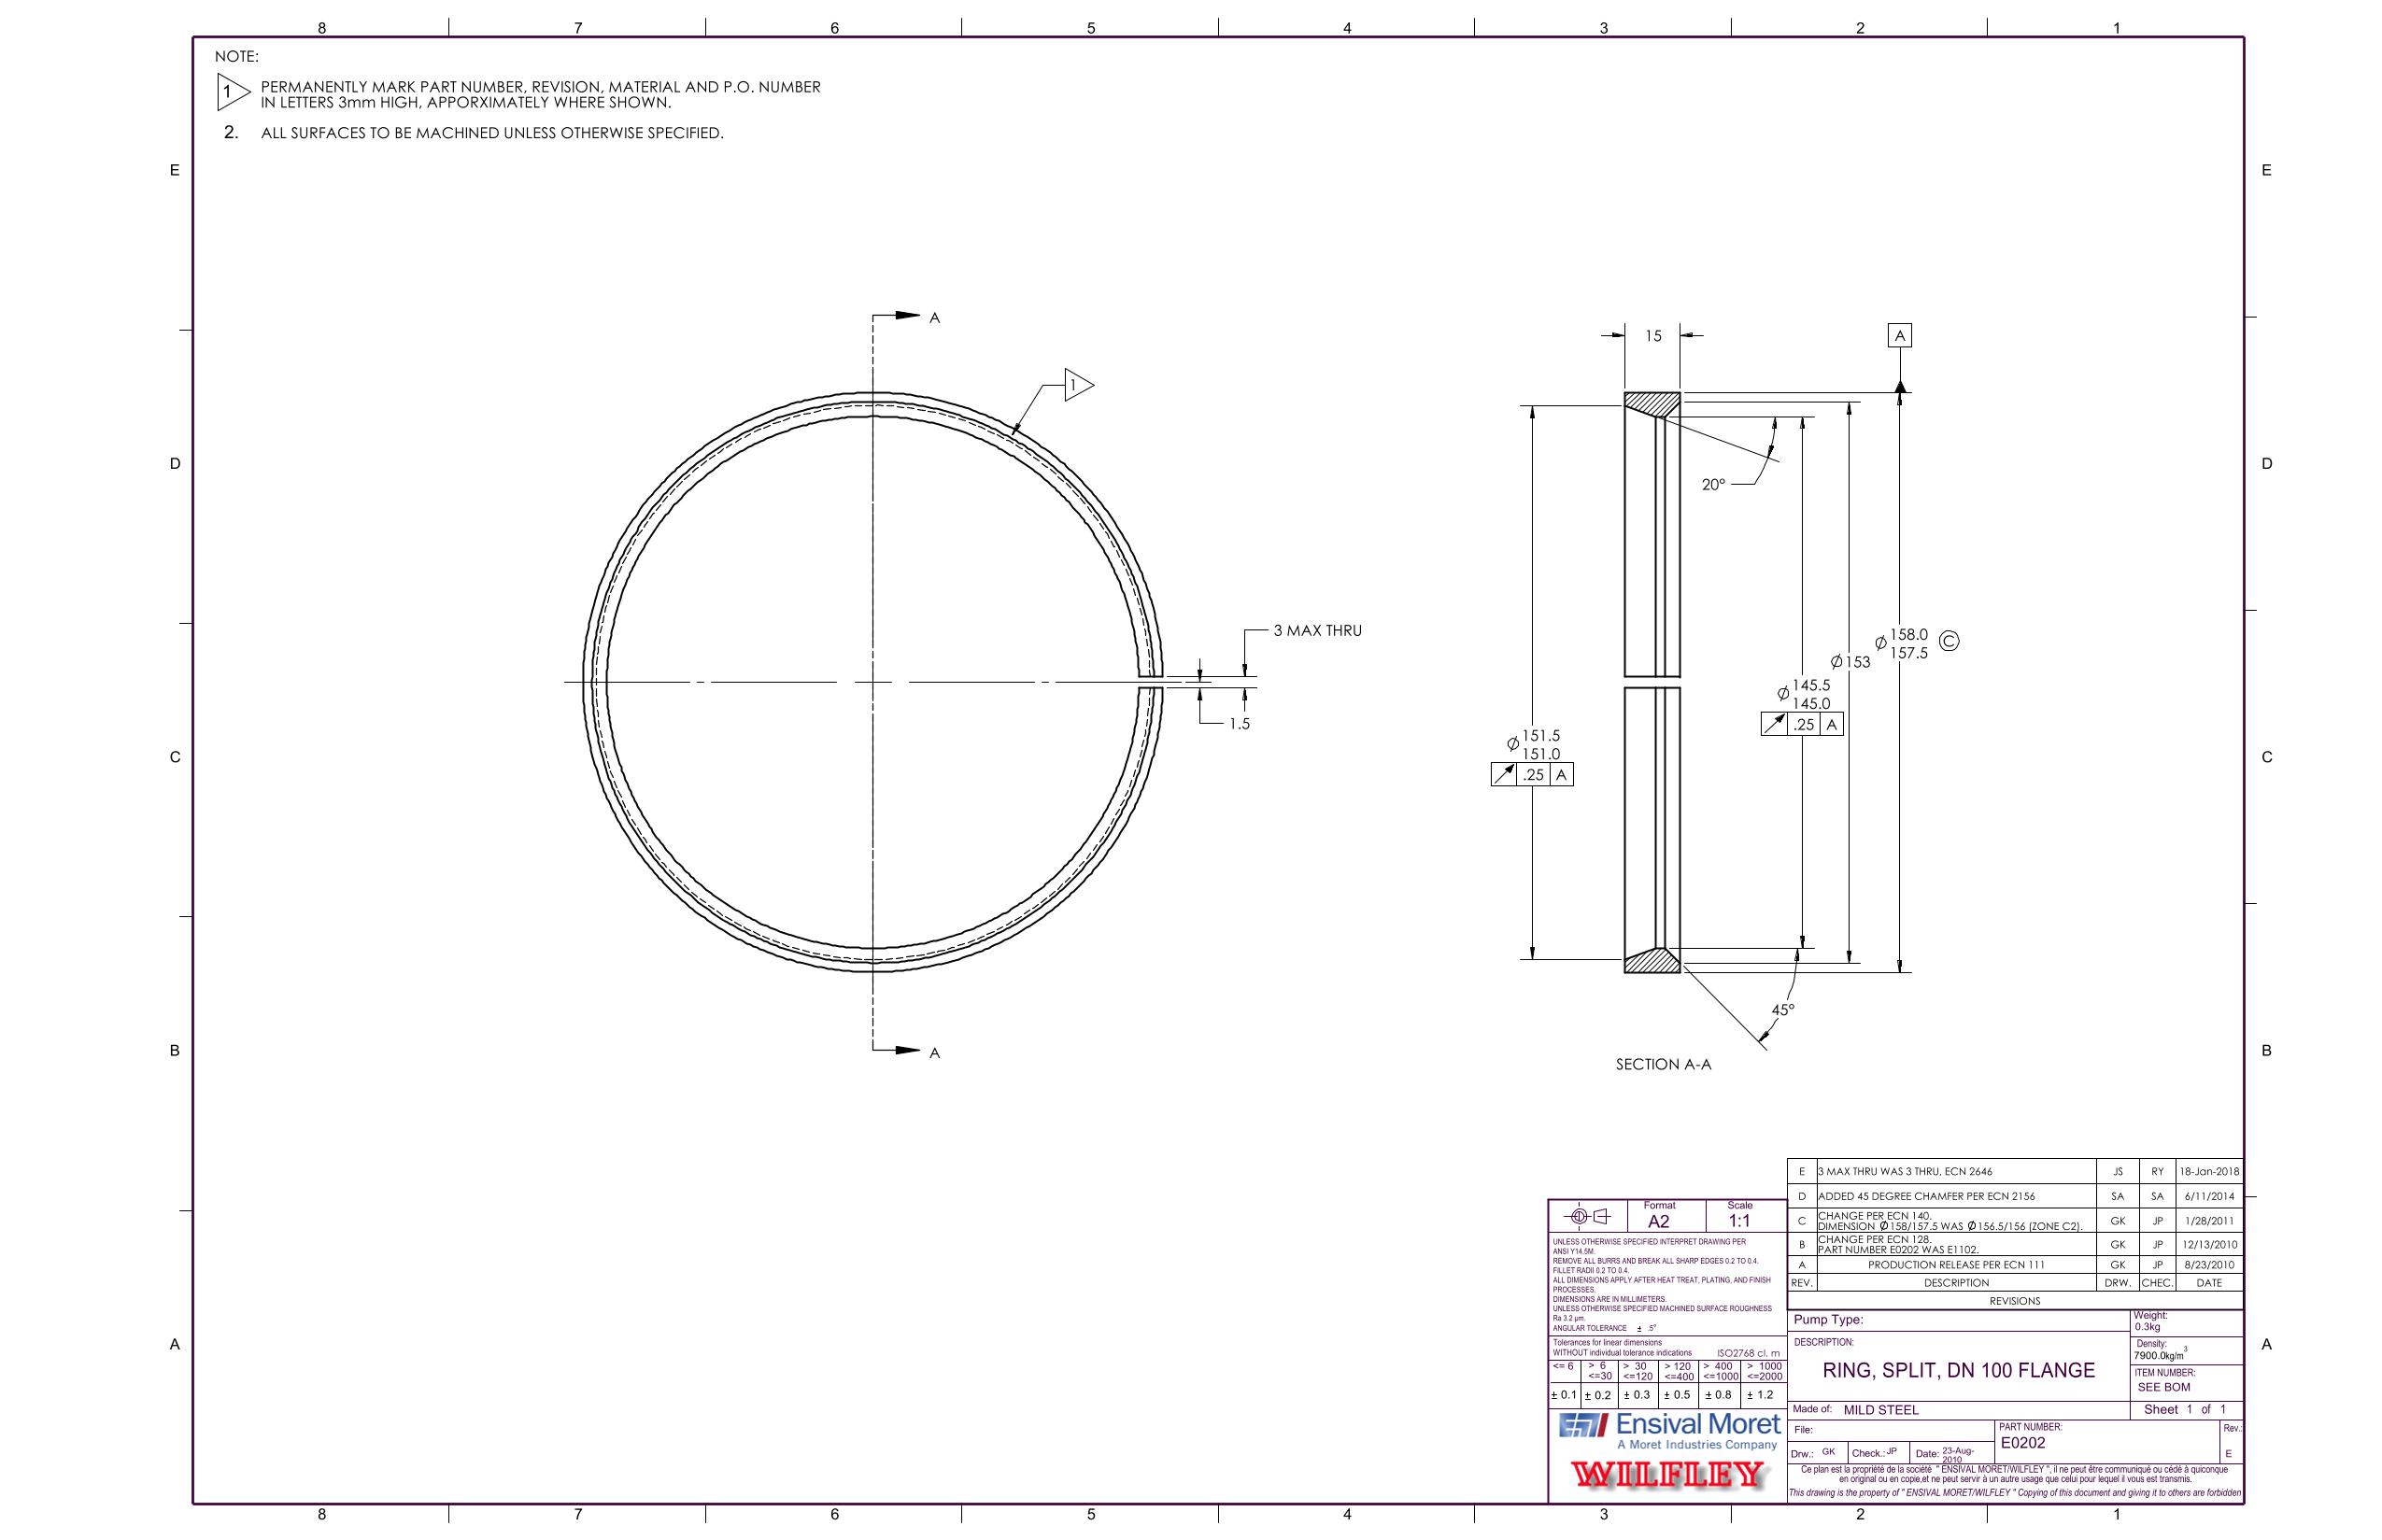 8 7 6 5 4 3 2 1
NOTE:
1 PERMANENTLY MARK PART NUMBER, REVISION, MATERIAL AND P.O. NUMBER
IN LETTERS 3mm HIGH, APPORXIMATELY WHERE SHOWN.
2. ALL SURFACES TO BE MACHINED UNLESS OTHERWISE SPECIFIED.
E E
D D
C C
B B
A A
A
1
3 MAX THRU
1.5
A
15
A
20°
158.0
Ø 157.5 C
Ø153
145.5
Ø 145.0
.25 A
151.5
Ø 151.0
.25 A
45°
SECTION A-A
E 3 MAX THRU WAS 3 THRU, ECN 2646 JS RY 18-Jan-2018
D ADDED 45 DEGREE CHAMFER PER ECN 2156 SA SA 6/11/2014
C CHANGE PER ECN 140.
DIMENSION Ø158/157.5 WAS Ø156.5/156 (ZONE C2). GK JP 1/28/2011
B CHANGE PER ECN 128.
PART NUMBER E0202 WAS E1102. GK JP 12/13/2010
A PRODUCTION RELEASE PER ECN 111 GK JP 8/23/2010
REV. DESCRIPTION DRW. CHEC. DATE
REVISIONS
Format
A2
Scale
1:1
UNLESS OTHERWISE SPECIFIED INTERPRET DRAWING PER
ANSI Y14.5M.
REMOVE ALL BURRS AND BREAK ALL SHARP EDGES 0.2 TO 0.4.
FILLET RADII 0.2 TO 0.4.
ALL DIMENSIONS APPLY AFTER HEAT TREAT, PLATING, AND FINISH
PROCESSES.
DIMENSIONS ARE IN MILLIMETERS.
UNLESS OTHERWISE SPECIFIED MACHINED SURFACE ROUGHNESS
Ra 3.2 µm.
ANGULAR TOLERANCE ± .5°
Tolerances for linear dimensions
WITHOUT individual tolerance indications ISO2768 cl. m
<= 6 > 6 > 30 > 120 > 400 > 1000
<=30 <=120 <=400 <=1000 <=2000
± 0.1 ± 0.2 ± 0.3 ± 0.5 ± 0.8 ± 1.2
Ensival Moret
A Moret Industries Company
WILFLEY
Pump Type:
Weight:
0.3kg
DESCRIPTION:
RING, SPLIT, DN 100 FLANGE
Density:
7900.0kg/m3
ITEM NUMBER:
SEE BOM
Made of: MILD STEEL
Sheet 1 of 1
File:
PART NUMBER:
E0202
Rev.:
E
Drw.: GK Check.: JP Date: 23-Aug-
2010
Ce plan est la propriété de la société " ENSIVAL MORET/WILFLEY ", il ne peut être communiqué ou cédé à quiconque
en original ou en copie,et ne peut servir à un autre usage que celui pour lequel il vous est transmis.
This drawing is the property of " ENSIVAL MORET/WILFLEY " Copying of this document and giving it to others are forbidden
8 7 6 5 4 3 2 1